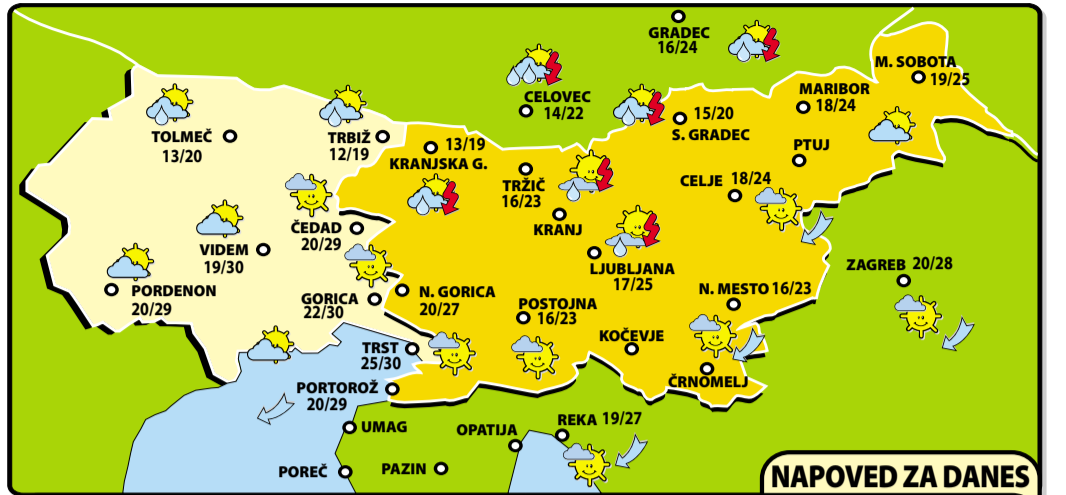 GRADEC
16/24
M. SOBOTA
19/25
CELOVEC
14/22
MARIBOR
18/24
15/20
S. GRADEC
TOLMEČ
13/20
TRBIŽ
12/19
13/19
KRANJSKA G.
PTUJ
TRŽIČ
16/23
CELJE 18/24
KRANJ
ČEDAD
20/29
VIDEM
19/30
LJUBLJANA
17/25
ZAGREB 20/28
PORDENON
20/29
GORICA
22/30
N. GORICA
20/27
N. MESTO 16/23
POSTOJNA
16/23
KOČEVJE
TRST
25/30
ČRNOMELJ
PORTOROŽ
20/29
UMAG
OPATIJA
REKA 19/27
POREČ
PAZIN
NAPOVED ZA DANES